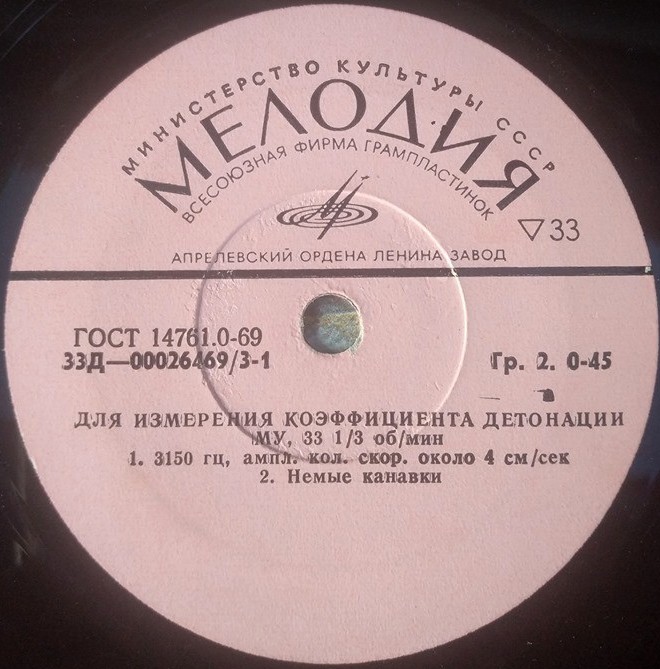 МИНИСТЕРСТВО КУЛЬТУРЫ СССР
МЕЛОДИЯ
ВСЕСОЮЗНАЯ ФИРМА ГРАМПЛАСТИНОК
▽33
АПРЕЛЕВСКИЙ ОРДЕНА ЛЕНИНА ЗАВОД
ГОСТ 14761.0-69
33Д—00026469/3-1
Гр. 2. 0-45
ДЛЯ ИЗМЕРЕНИЯ КОЭФФИЦИЕНТА ДЕТОНАЦИИ
МУ, 33 1/3 об/мин
1. 3150 гц, ампл. кол. скор. около 4 см/сек
2. Немые канавки